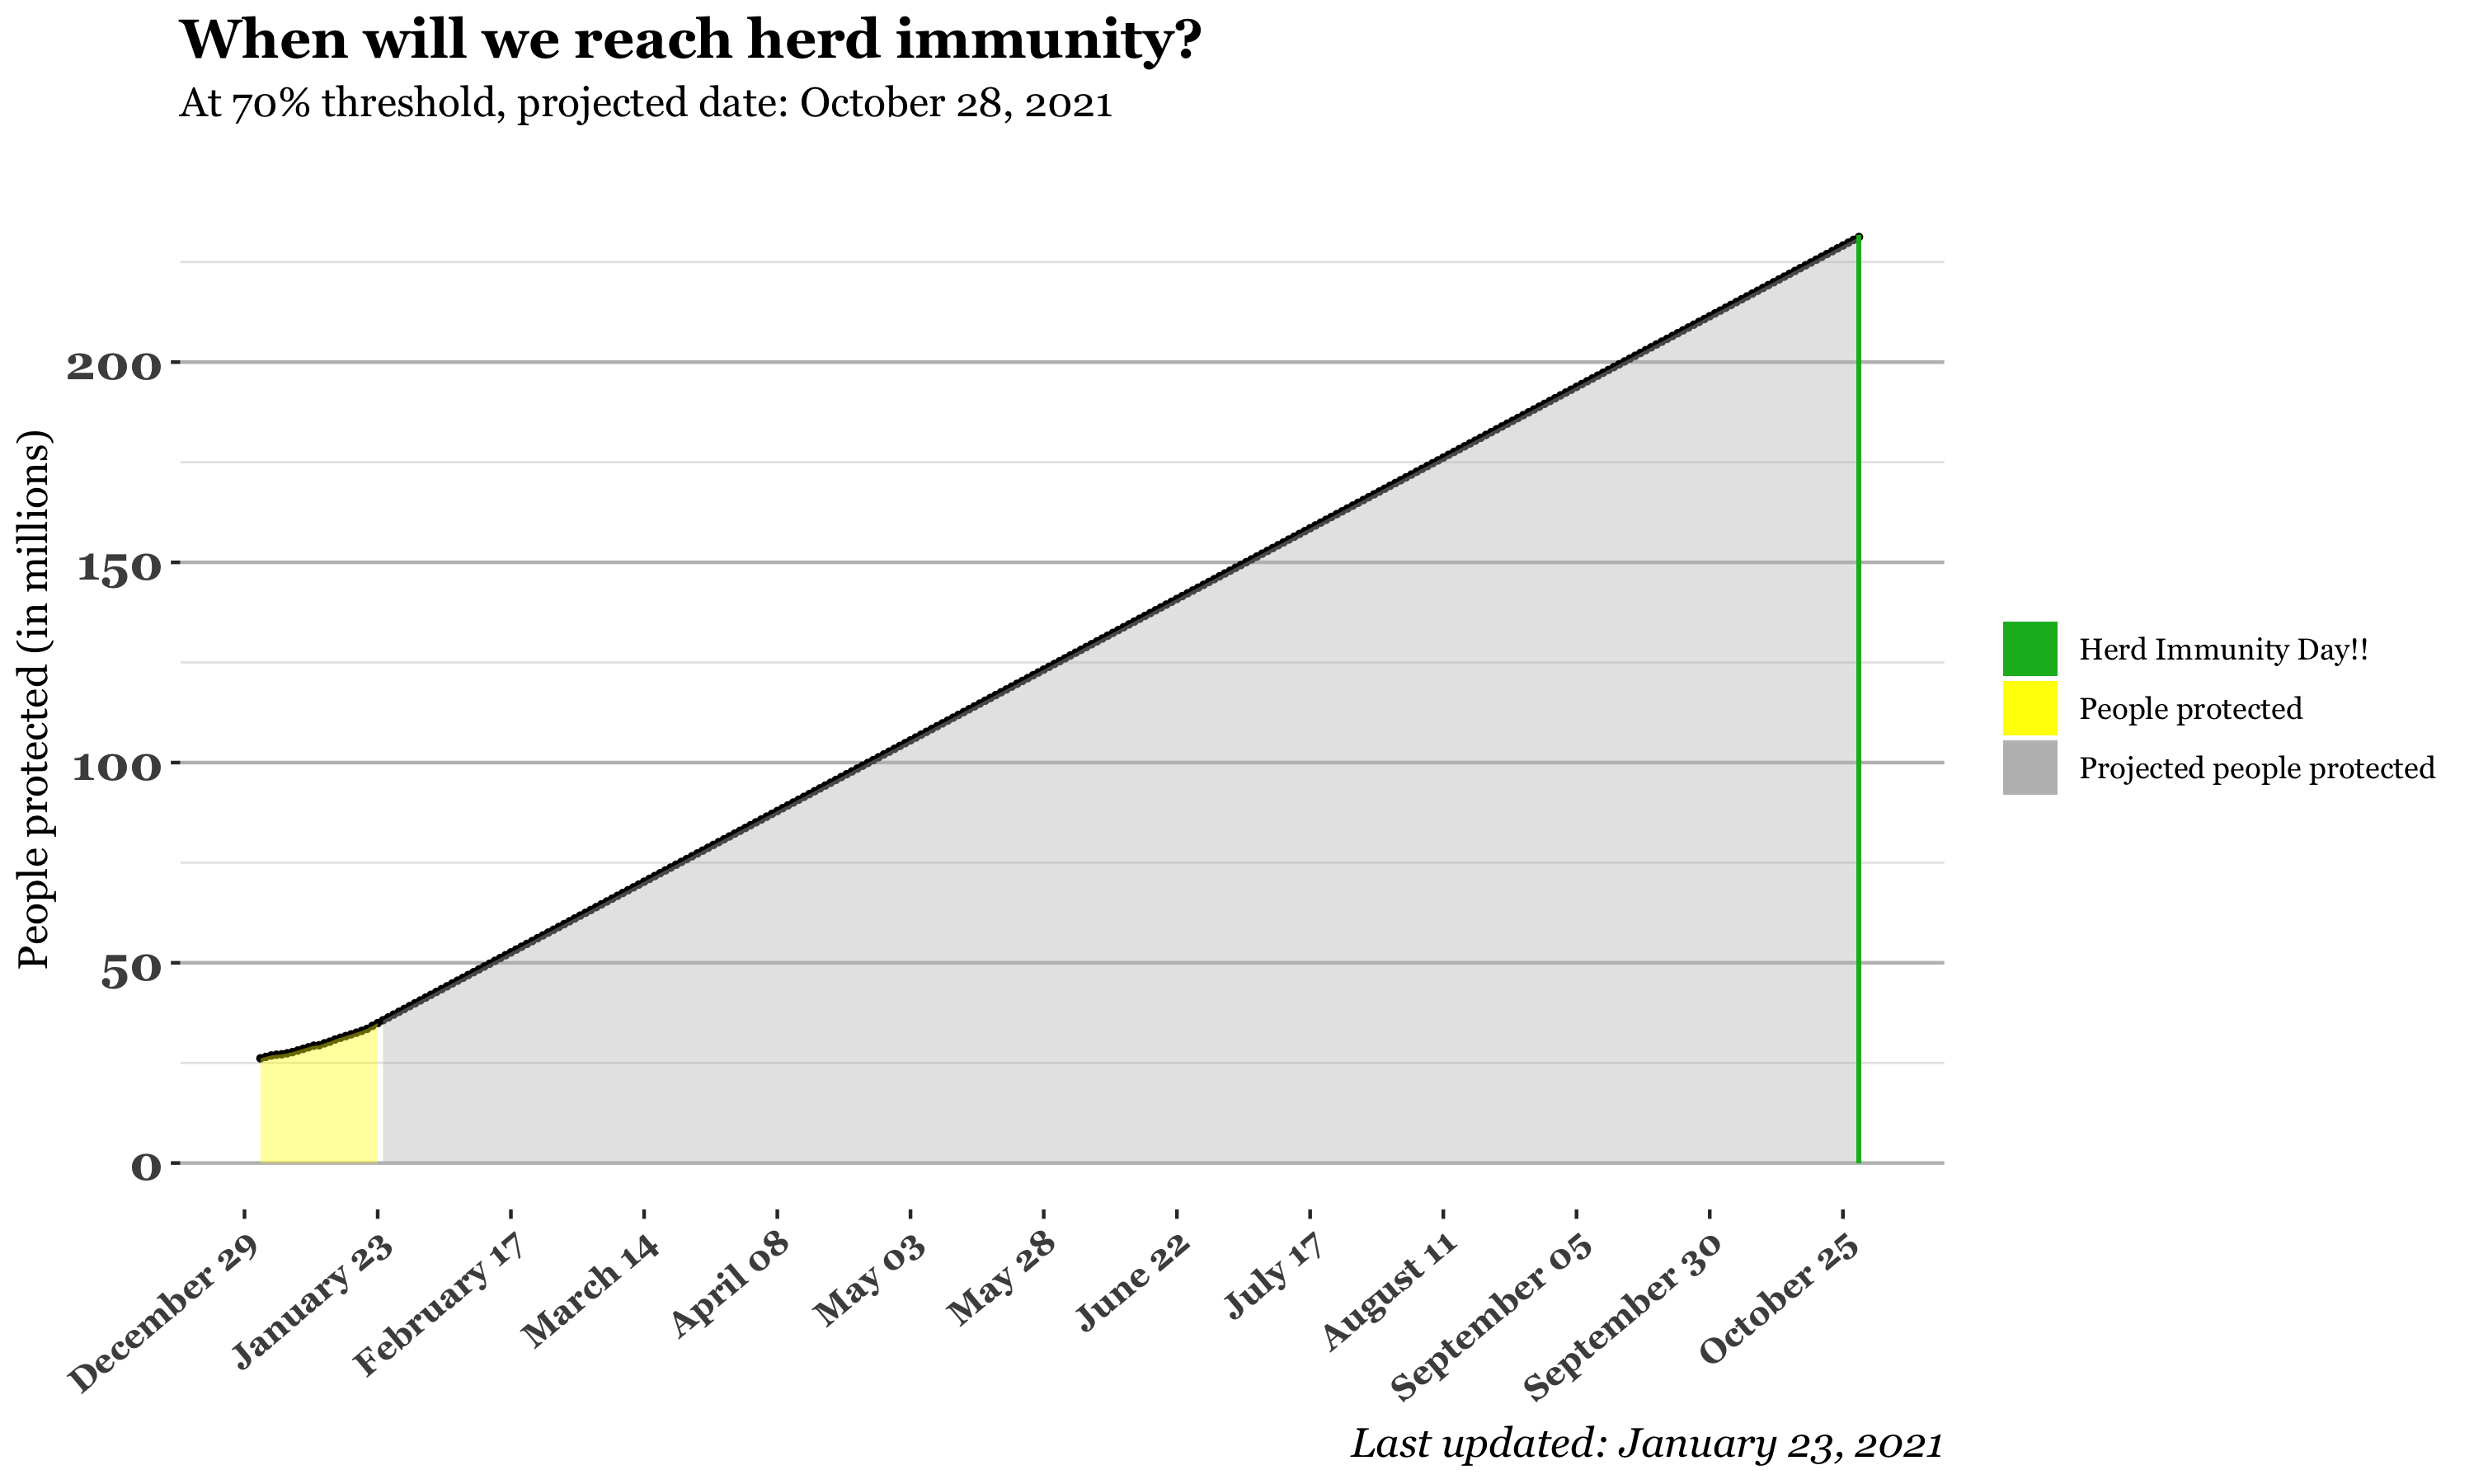 When will we reach herd immunity?
At 70% threshold, projected date: October 28, 2021
People protected (in millions)
200
150
100
50
0
December 29
January 23
February 17
March 14
April 08
May 03
May 28
June 22
July 17
August 11
September 05
September 30
October 25
Herd Immunity Day!!
People protected
Projected people protected
Last updated: January 23, 2021